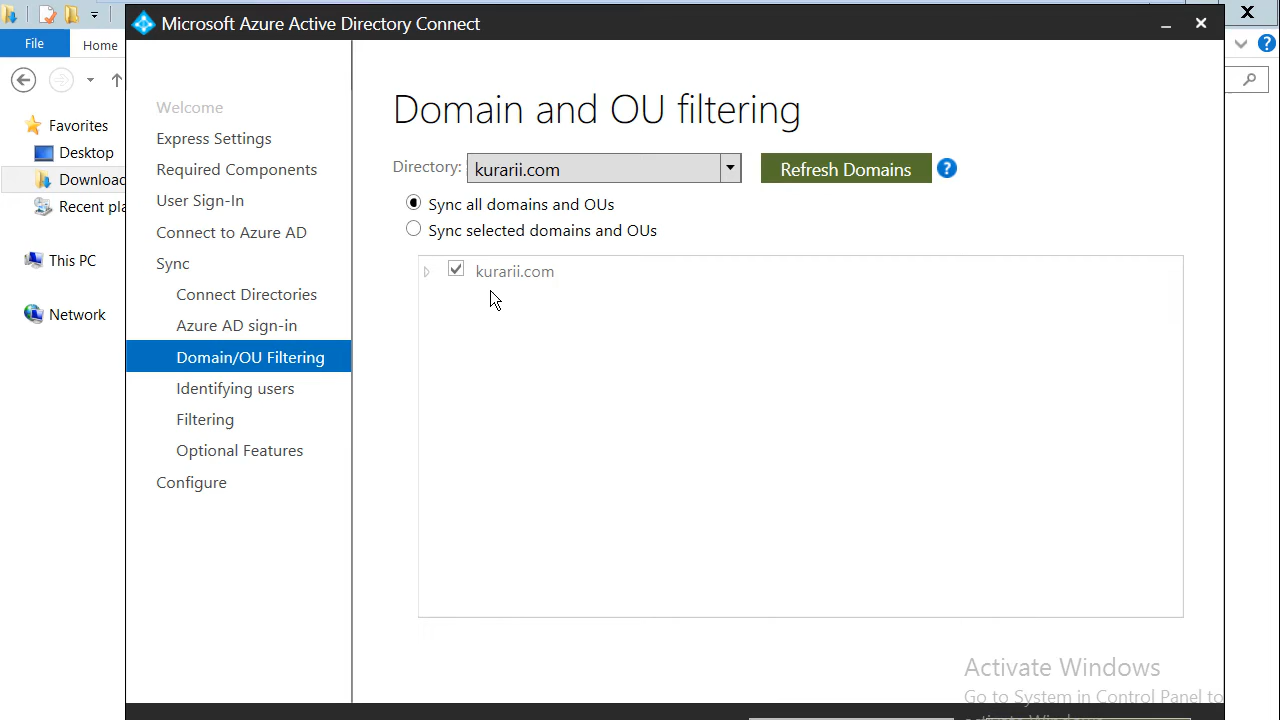 Microsoft Azure Active Directory Connect
File
Home
Favorites
Desktop
Downloac
Recent pla
This PC
Network
Welcome
Express Settings
Required Components
User Sign-In
Connect to Azure AD
Sync
Connect Directories
Azure AD sign-in
Domain/OU Filtering
Identifying users
Filtering
Optional Features
Configure
Domain and OU filtering
Directory: kurarii.com Refresh Domains ?
Sync all domains and OUs
Sync selected domains and OUs
kurarii.com
Activate Windows
Go to System in Control Panel to